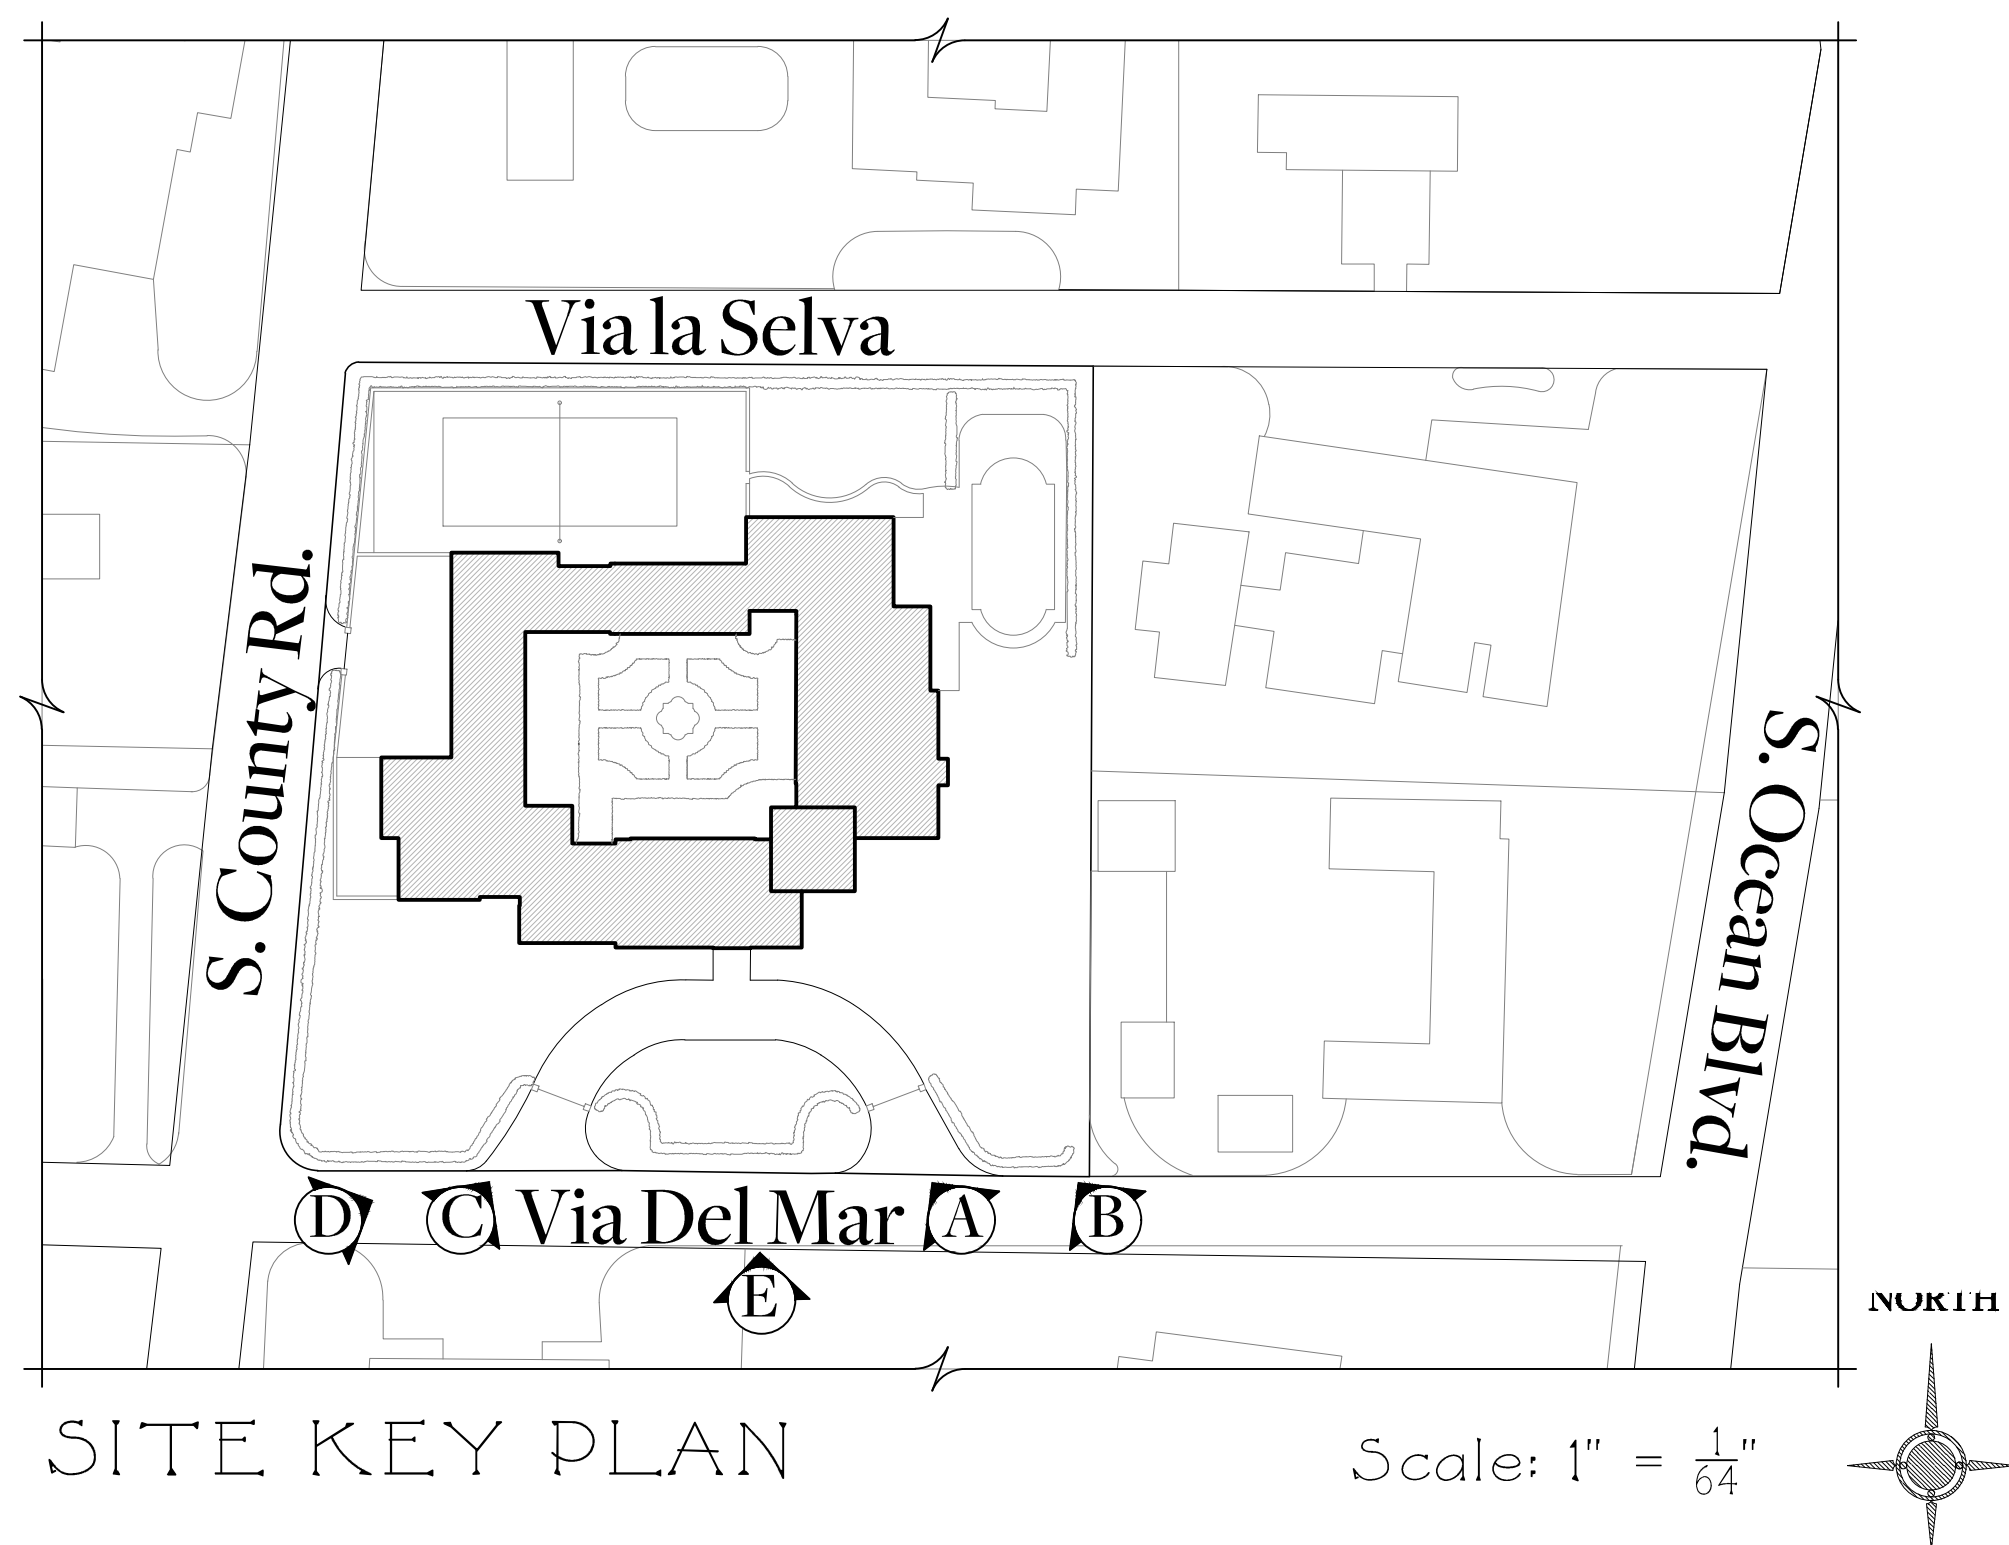 Via la Selva
S. County Rd.
S. Ocean Blvd.
D
C
Via Del Mar
A
B
E
NORTH
SITE KEY PLAN
Scale: 1" = 1/64"